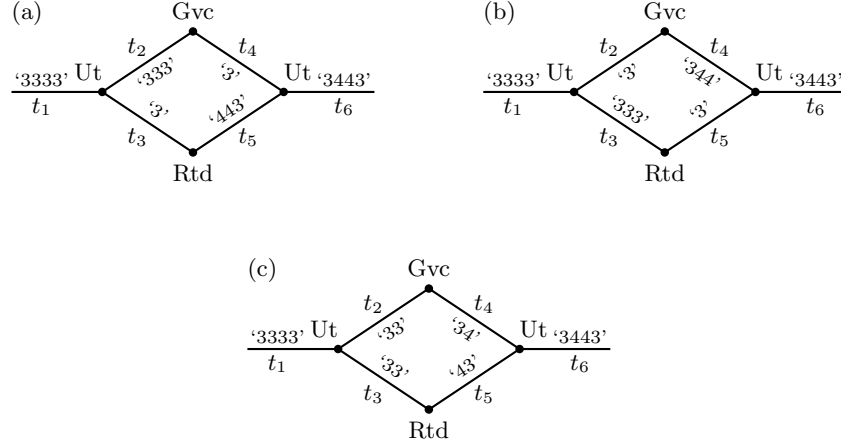 (a)
Gvc
t₂
t₄
'3333' Ut
'333'
'3'
Ut '3443'
t₁
'3'
'443'
t₆
t₃
t₅
Rtd
(b)
Gvc
t₂
t₄
'3333' Ut
'3'
'344'
Ut '3443'
t₁
'333'
'3'
t₆
t₃
t₅
Rtd
(c)
Gvc
t₂
t₄
'3333' Ut
'33'
'34'
Ut '3443'
t₁
'33'
'43'
t₆
t₃
t₅
Rtd